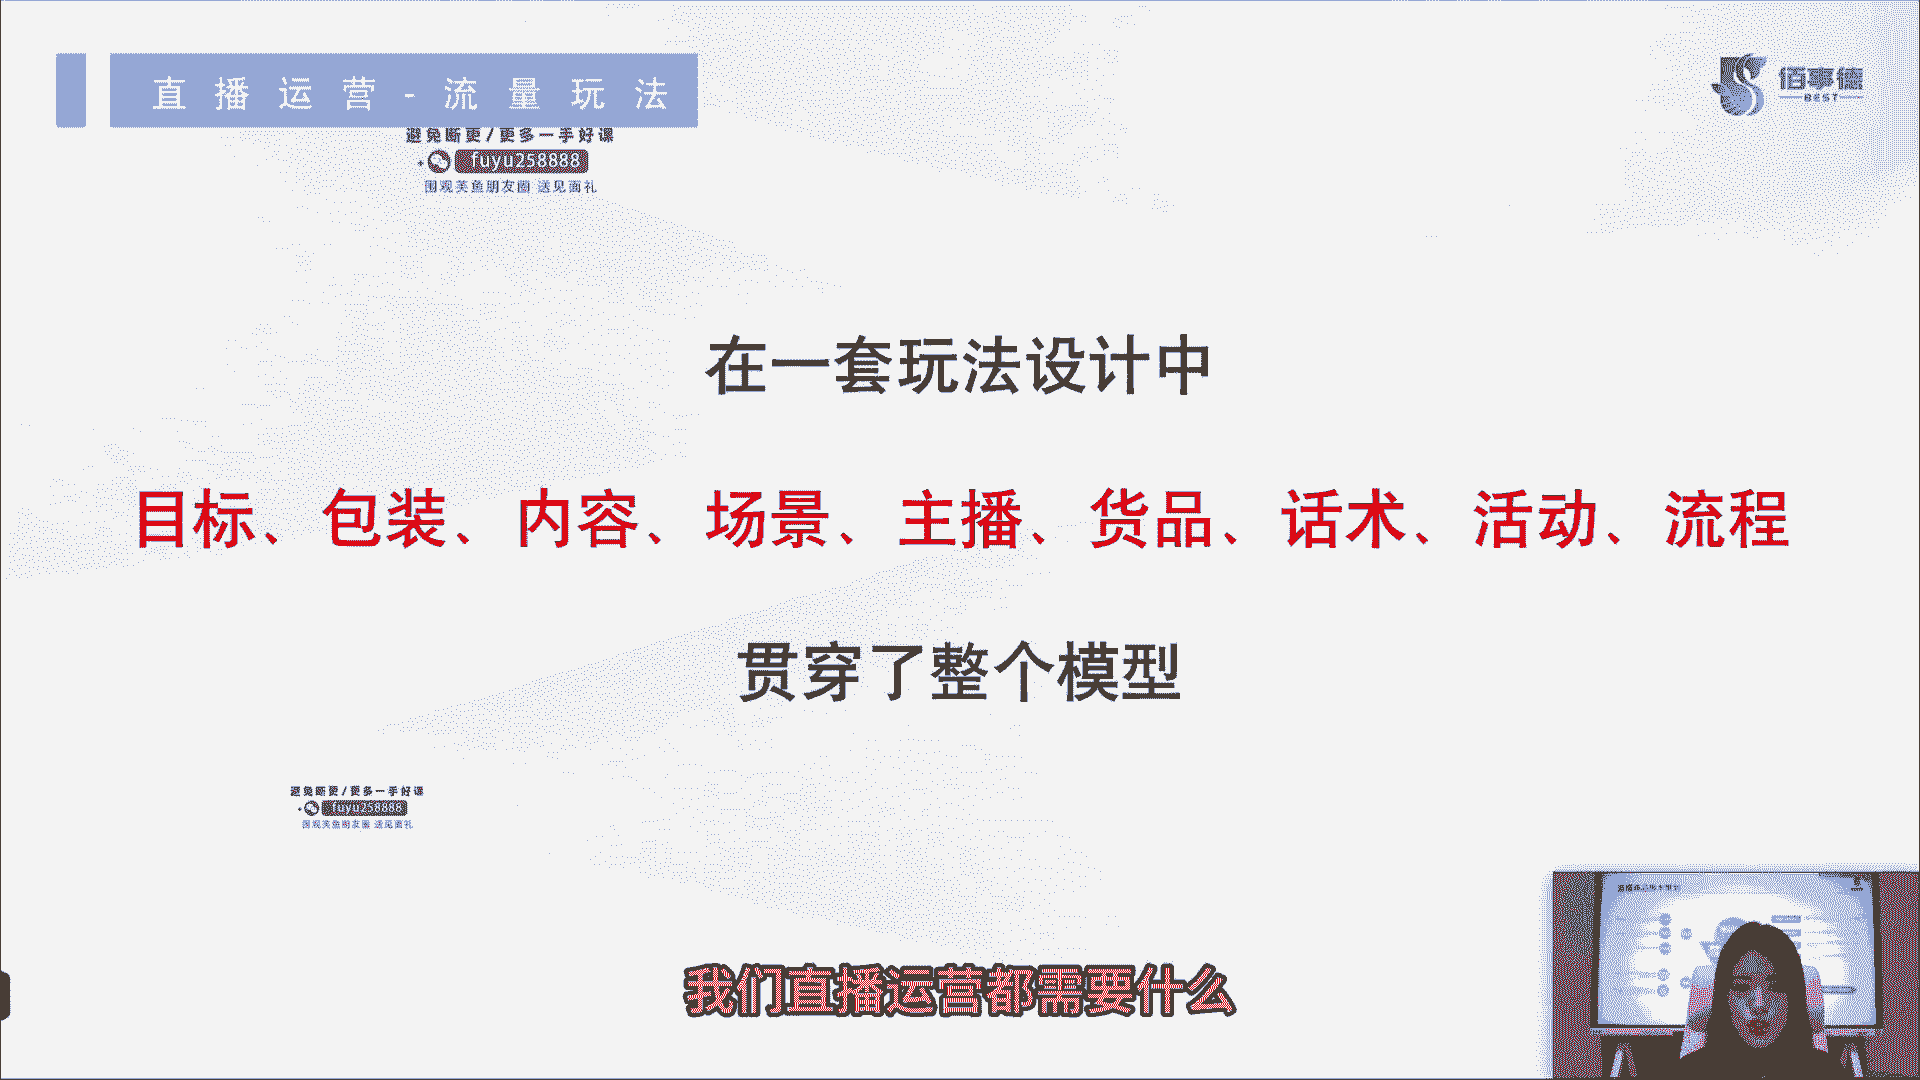 直播运营-流量玩法
佰事德
BEST
避免断更/更多一手好课
fuyu258888
围观芙鱼朋友圈 送见面礼
在一套玩法设计中
目标、包装、内容、场景、主播、货品、话术、活动、流程
贯穿了整个模型
避免断更/更多一手好课
fuyu258888
围观芙鱼朋友圈 送见面礼
我们直播运营都需要什么